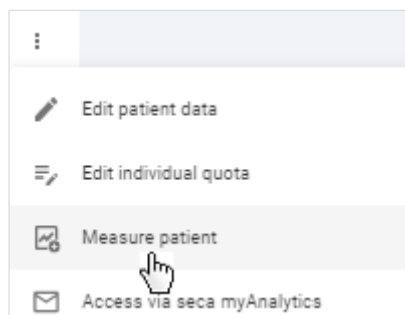 Edit patient data
Edit individual quota
Measure patient
Access via seca myAnalytics